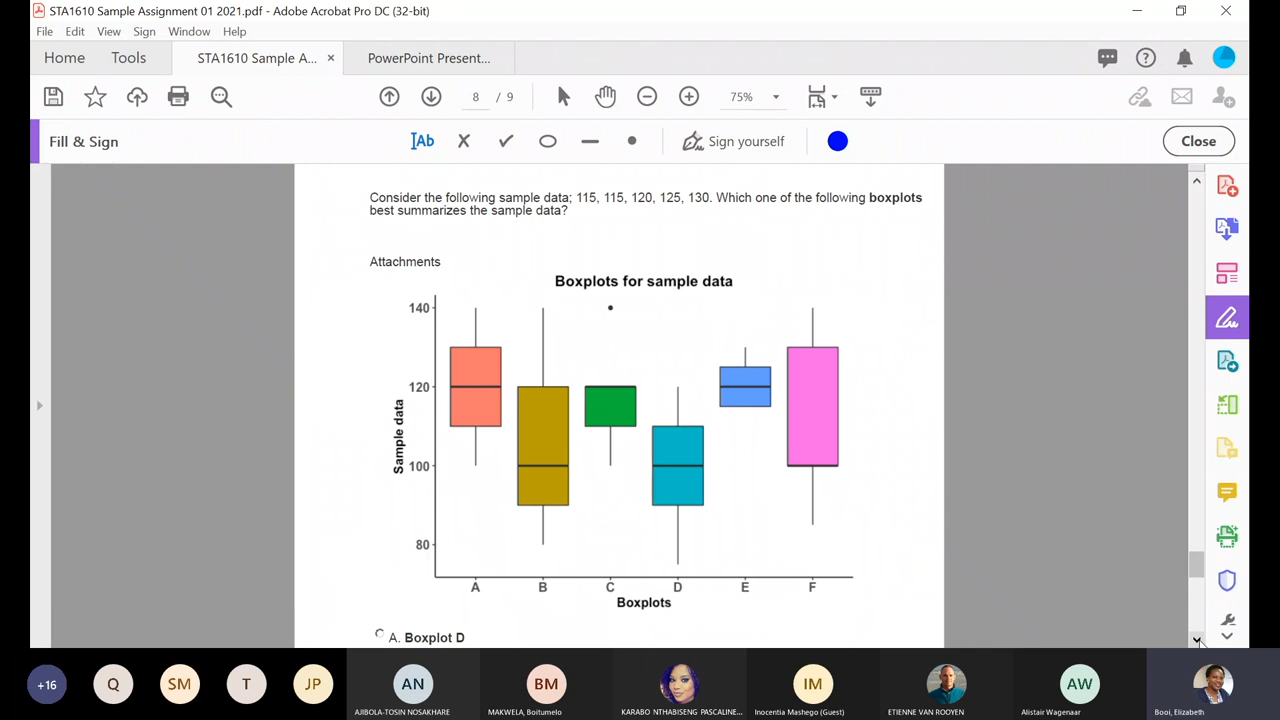 STA1610 Sample Assignment 01 2021.pdf - Adobe Acrobat Pro DC (32-bit)
File Edit View Sign Window Help
Home Tools STA1610 Sample A... × PowerPoint Present...
8 / 9 75%
Fill & Sign Ab Sign yourself Close
Consider the following sample data; 115, 115, 120, 125, 130. Which one of the following boxplots
best summarizes the sample data?
Attachments
Boxplots for sample data
140
120
100
80
Sample data
A B C D E F
Boxplots
A. Boxplot D
+16 Q SM T JP AN BM IM AW
AJIBOLA-TOSIN NOSAKHARE MAKWELA, Boitumelo KARABO NTHABISENG PASCALINE... Inocentia Mashego (Guest) ETIENNE VAN ROOYEN Alistair Wagenaar Booi, Elizabeth